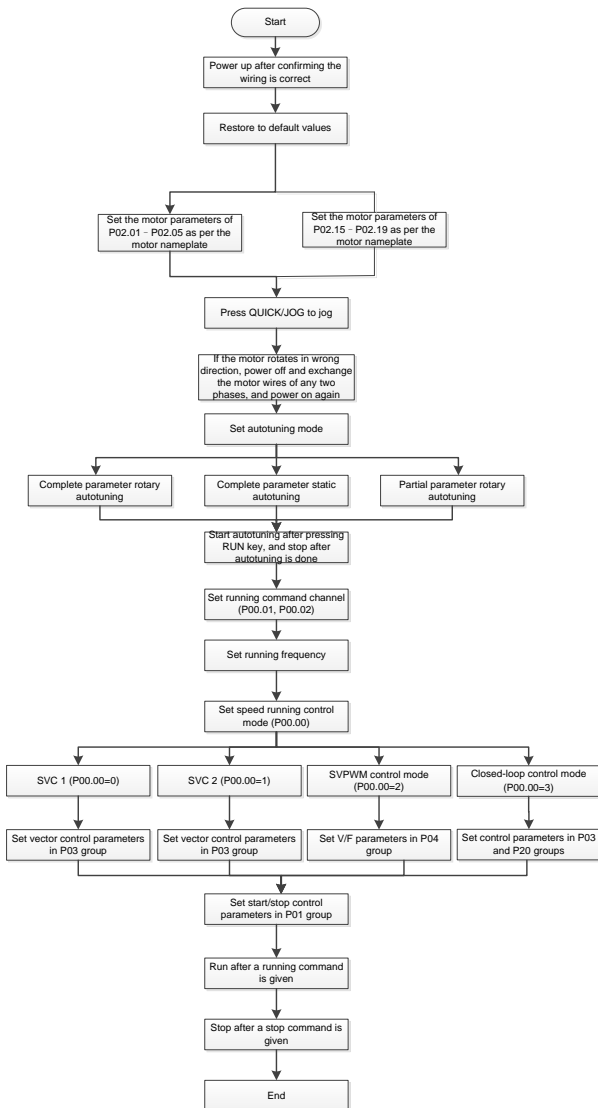 Start
Power up after confirming the
wiring is correct
Restore to default values
Set the motor parameters of
P02.01 - P02.05 as per the
motor nameplate
Set the motor parameters of
P02.15 - P02.19 as per the
motor nameplate
Press QUICK/JOG to jog
If the motor rotates in wrong
direction, power off and exchange
the motor wires of any two
phases, and power on again
Set autotuning mode
Complete parameter rotary
autotuning
Complete parameter static
autotuning
Partial parameter rotary
autotuning
Start autotuning after pressing
RUN key, and stop after
autotuning is done
Set running command channel
(P00.01, P00.02)
Set running frequency
Set speed running control
mode (P00.00)
SVC 1 (P00.00=0)
SVC 2 (P00.00=1)
SVPWM control mode
(P00.00=2)
Closed-loop control mode
(P00.00=3)
Set vector control parameters
in P03 group
Set vector control parameters
in P03 group
Set V/F parameters in P04
group
Set control parameters in P03
and P20 groups
Set start/stop control
parameters in P01 group
Run after a running command
is given
Stop after a stop command is
given
End